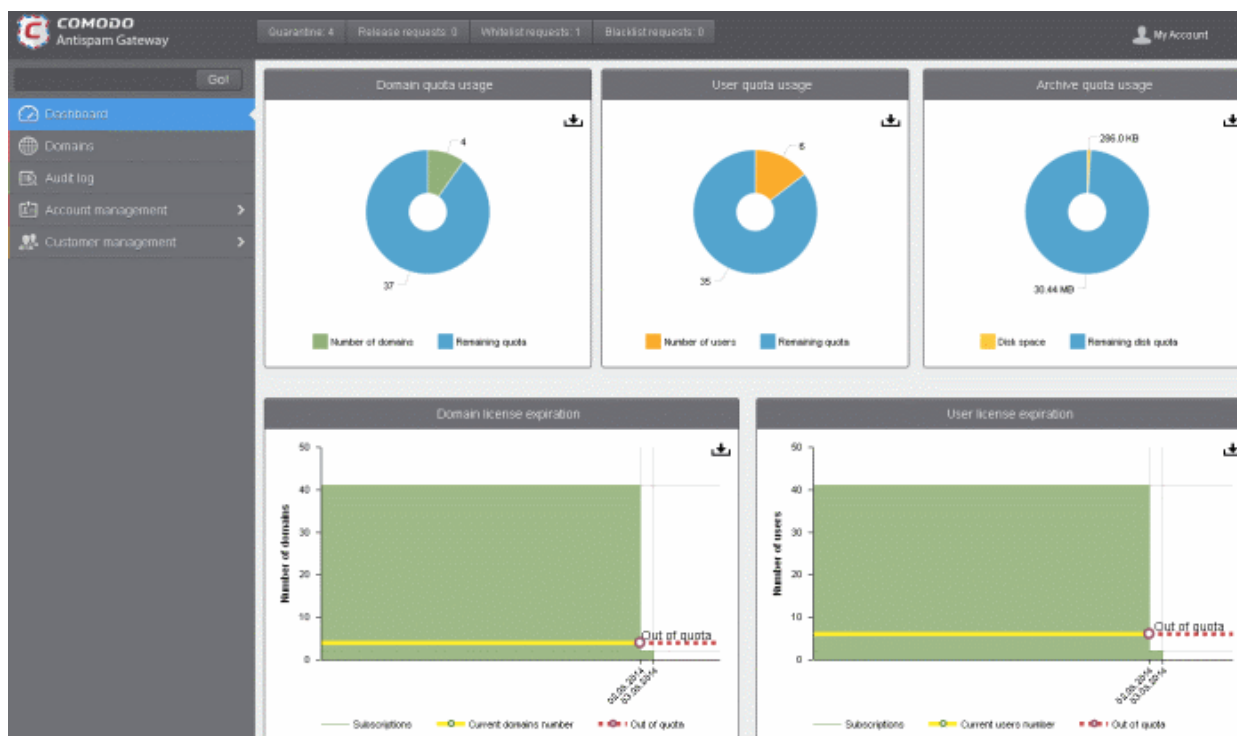 COMODO
Antispam Gateway
Quarantine: 4
Release requests: 0
Whitelist requests: 1
Blacklist requests: 0
My Account
Go!
Dashboard
Domains
Audit log
Account management
Customer management
Domain quota usage
4
37
Number of domains
Remaining quota
User quota usage
6
35
Number of users
Remaining quota
Archive quota usage
286.0 KB
30.44 MB
Disk space
Remaining disk quota
Domain license expiration
Number of domains
50
40
30
20
10
0
Out of quota
Subscriptions
Current domains number
Out of quota
User license expiration
Number of users
50
40
30
20
10
0
Out of quota
Subscriptions
Current users number
Out of quota